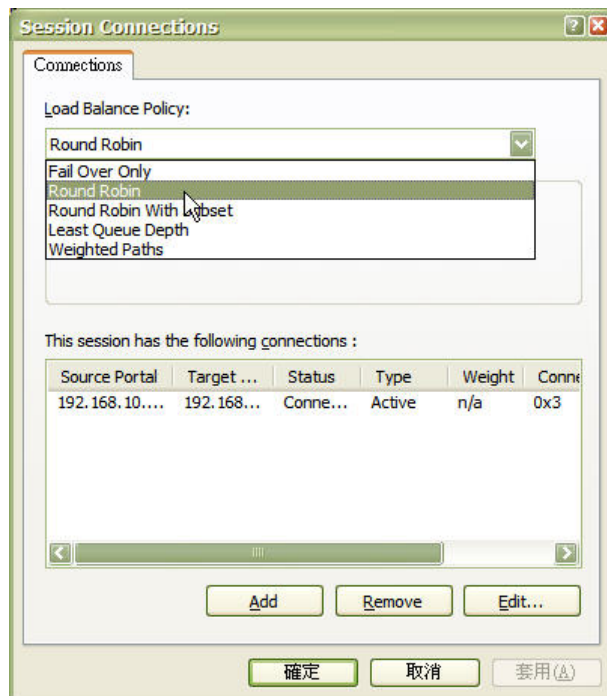 Session Connections
Connections
Load Balance Policy:
Round Robin
Fail Over Only
Round Robin
Round Robin With Subset
Least Queue Depth
Weighted Paths
This session has the following connections :
Source Portal Target ... Status Type Weight Conne
192.168.10.... 192.168... Conne... Active n/a 0x3
Add Remove Edit...
確定 取消 套用(A)